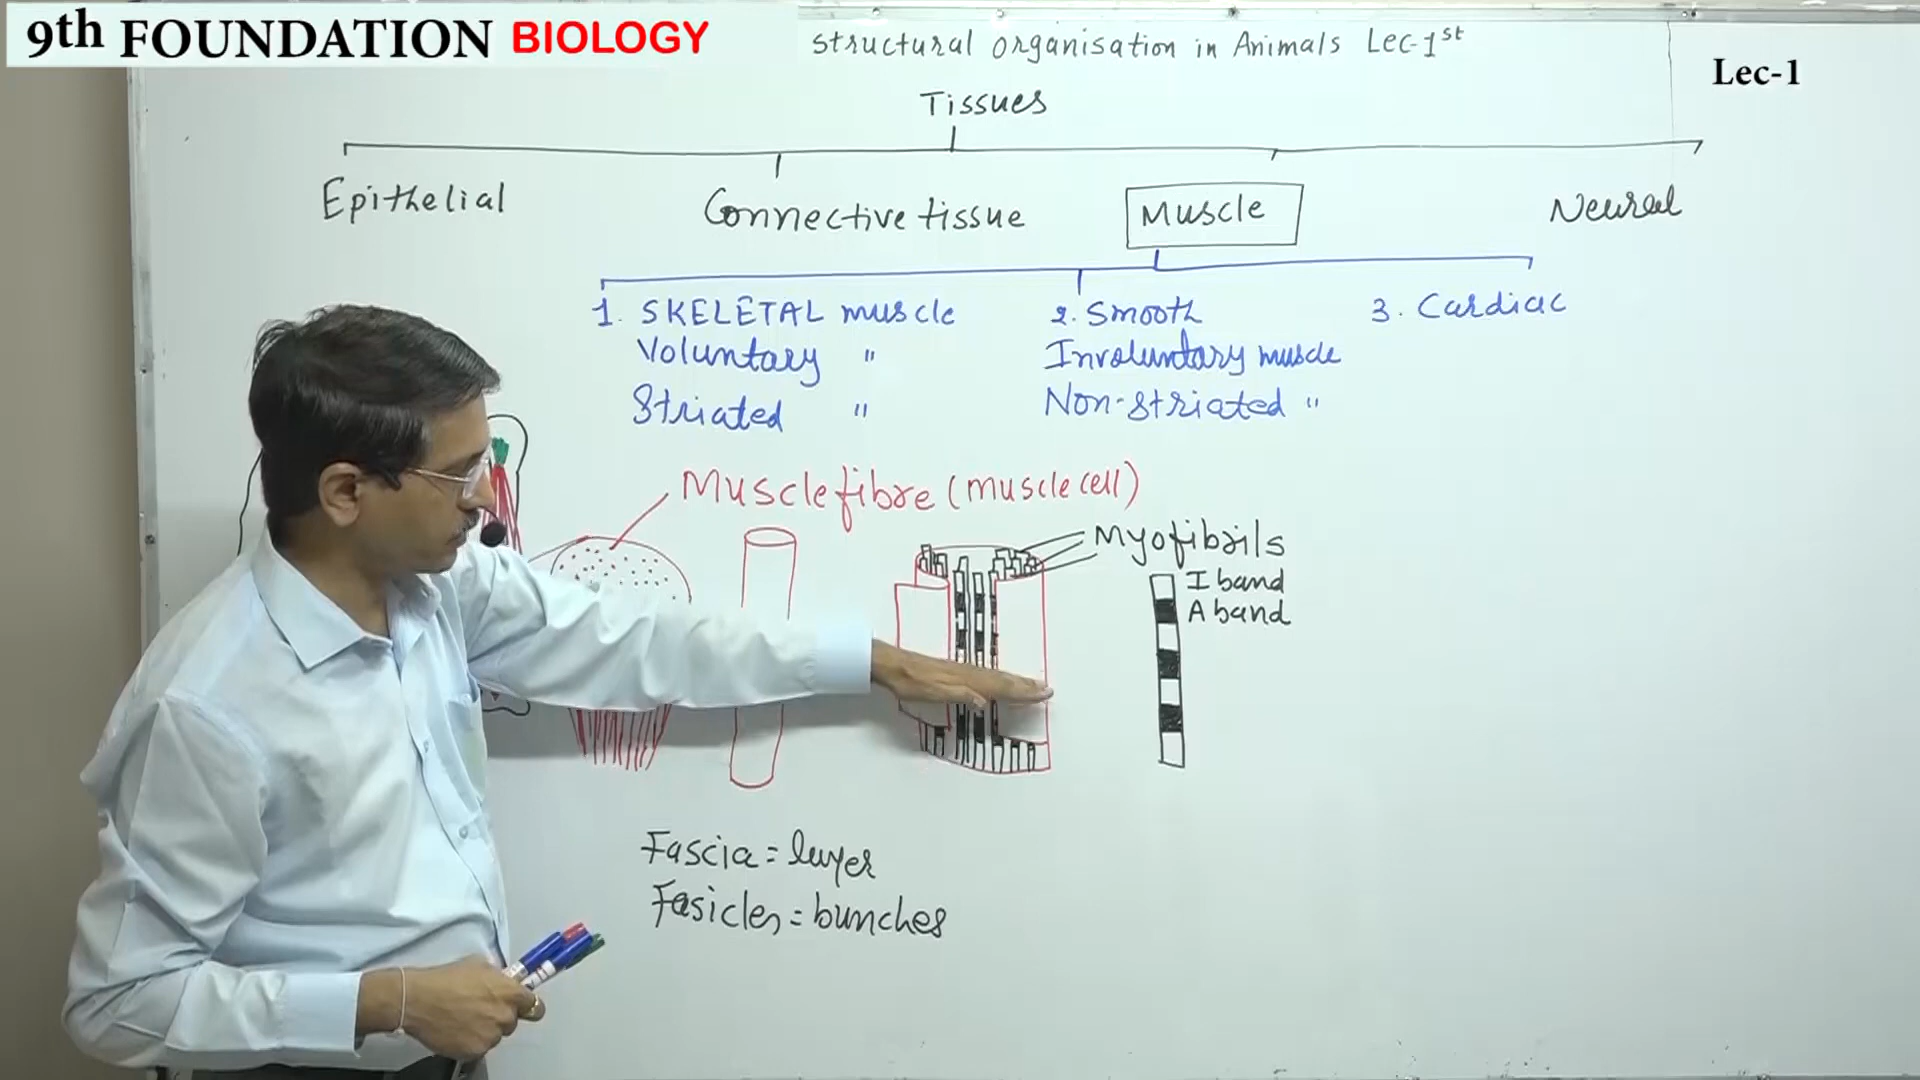 9th FOUNDATION BIOLOGY
Structural organisation in Animals Lec-1st
Lec-1
Tissues
Epithelial
Connective tissue
Muscle
Neural
1. SKELETAL muscle
Voluntary "
Striated "
2. Smooth
Involuntary muscle
Non-striated "
3. Cardiac
Muscle fibre (muscle cell)
Myofibrils
I band
A band
Fascia = layer
Fasicles = bunches